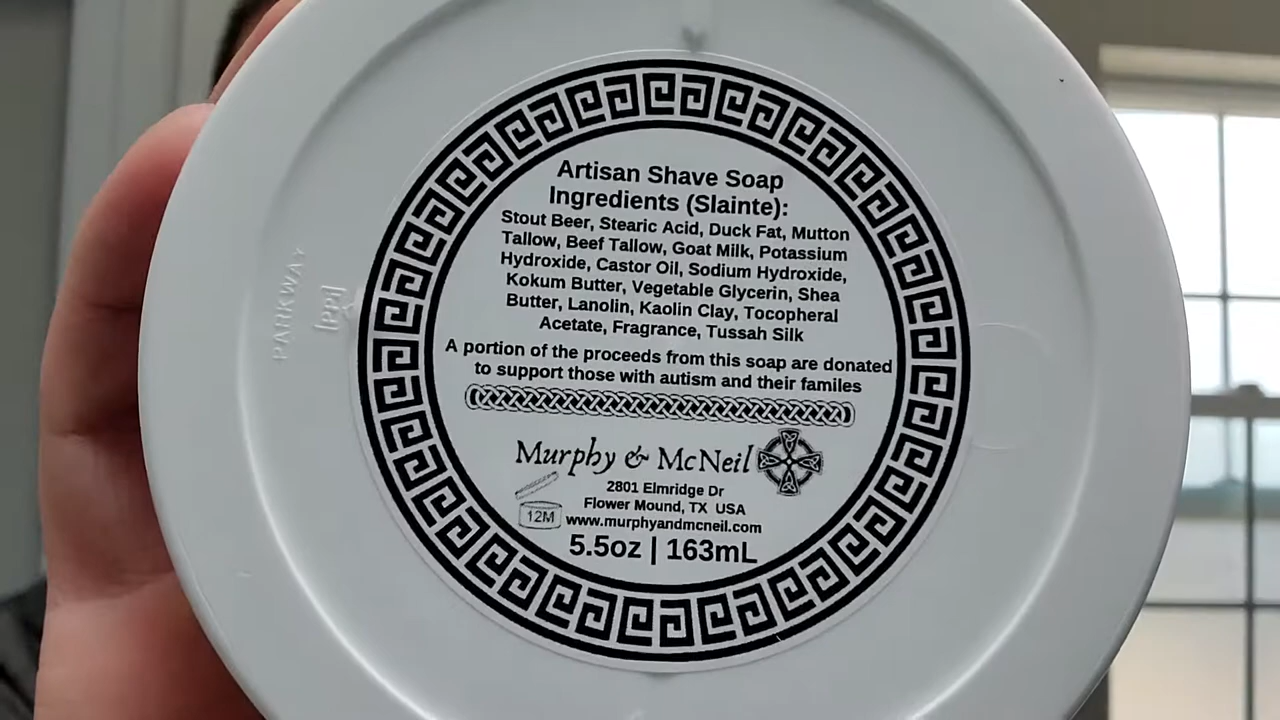 Artisan Shave Soap
Ingredients (Slainte):
Stout Beer, Stearic Acid, Duck Fat, Mutton
Tallow, Beef Tallow, Goat Milk, Potassium
Hydroxide, Castor Oil, Sodium Hydroxide,
Kokum Butter, Vegetable Glycerin, Shea
Butter, Lanolin, Kaolin Clay, Tocopheral
Acetate, Fragrance, Tussah Silk
A portion of the proceeds from this soap are donated
to support those with autism and their familes
Murphy & McNeil
2801 Elmridge Dr
Flower Mound, TX USA
12M
www.murphyandmcneil.com
5.5oz | 163mL
PARKWAY